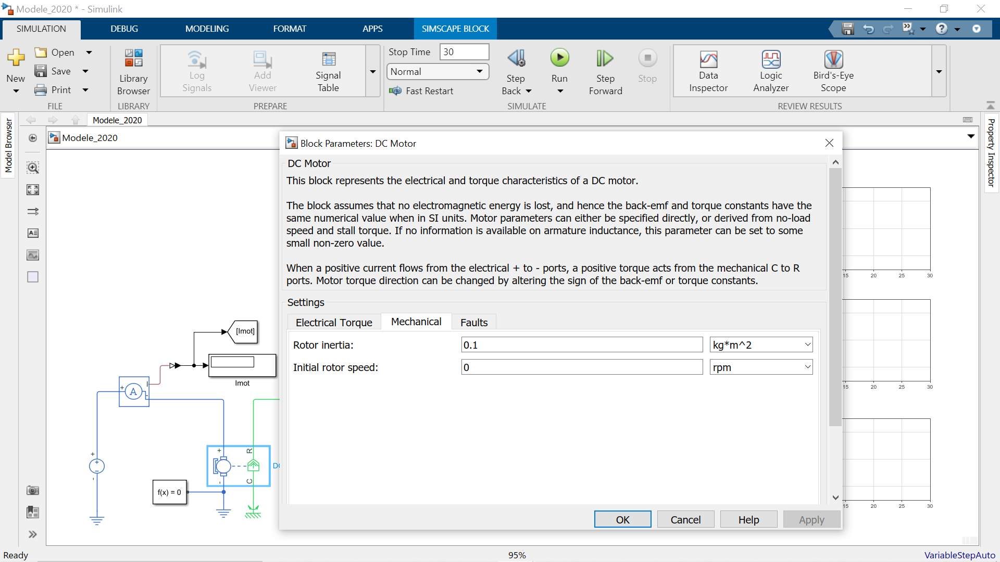 Modele_2020 * - Simulink
SIMULATION DEBUG MODELING FORMAT APPS SIMSCAPE BLOCK
New
Open
Save
Print
FILE
Library
Browser
LIBRARY
Log
Signals
Add
Viewer
Signal
Table
PREPARE
Stop Time 30
Normal
Fast Restart
Step
Back
Run
Step
Forward
Stop
SIMULATE
Data
Inspector
Logic
Analyzer
Bird's-Eye
Scope
REVIEW RESULTS
Model Browser
Modele_2020
Modele_2020
Property Inspector
Block Parameters: DC Motor
DC Motor
This block represents the electrical and torque characteristics of a DC motor.
The block assumes that no electromagnetic energy is lost, and hence the back-emf and torque constants have the
same numerical value when in SI units. Motor parameters can either be specified directly, or derived from no-load
speed and stall torque. If no information is available on armature inductance, this parameter can be set to some
small non-zero value.
When a positive current flows from the electrical + to - ports, a positive torque acts from the mechanical C to R
ports. Motor torque direction can be changed by altering the sign of the back-emf or torque constants.
Settings
Electrical Torque Mechanical Faults
Rotor inertia: 0.1 kg*m^2
Initial rotor speed: 0 rpm
OK Cancel Help Apply
[Imot]
Imot
+ A I -
+ R
+
-
DC
- C
f(x) = 0
15 20 25 30
15 20 25 30
15 20 25 30
Ready 95% VariableStepAuto